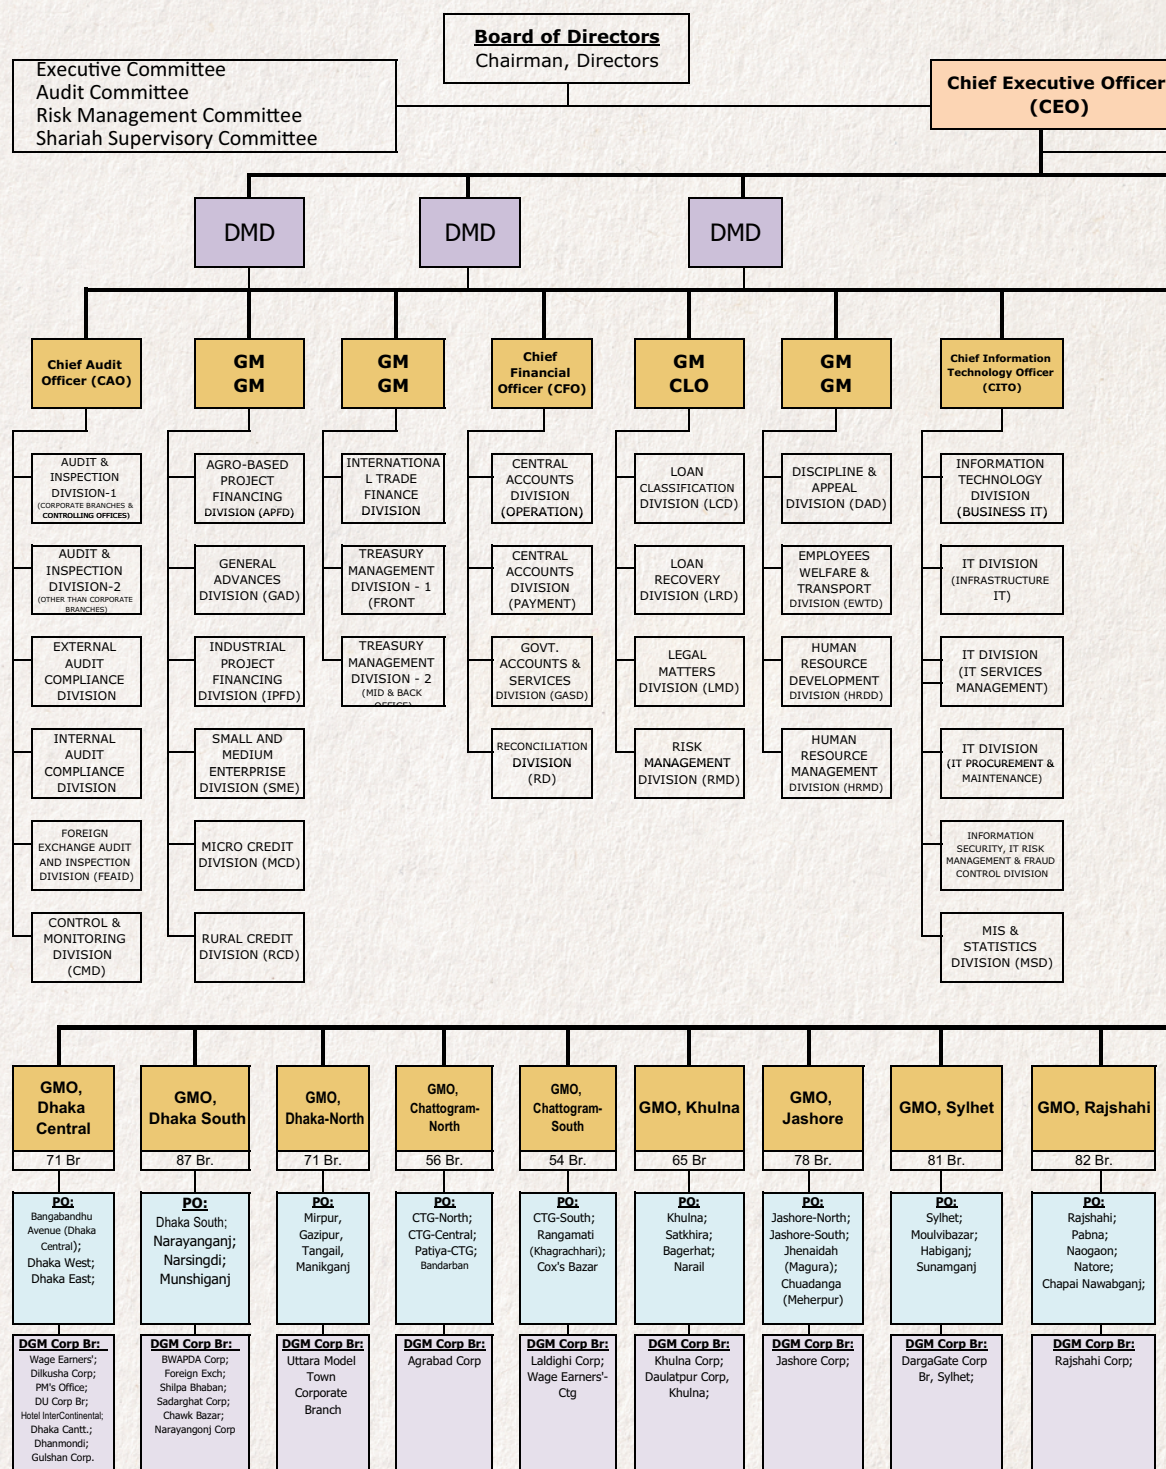 Board of Directors
Chairman, Directors
Executive Committee
Audit Committee
Risk Management Committee
Shariah Supervisory Committee
Chief Executive Officer
(CEO)
DMD
DMD
DMD
Chief Audit
Officer (CAO)
GM
GM
GM
GM
Chief
Financial
Officer (CFO)
GM
CLO
GM
GM
Chief Information
Technology Officer
(CITO)
AUDIT &
INSPECTION
DIVISION-1
(CORPORATE BRANCHES &
CONTROLLING OFFICES)
AUDIT &
INSPECTION
DIVISION-2
(OTHER THAN CORPORATE
BRANCHES)
EXTERNAL
AUDIT
COMPLIANCE
DIVISION
INTERNAL
AUDIT
COMPLIANCE
DIVISION
FOREIGN
EXCHANGE AUDIT
AND INSPECTION
DIVISION (FEAID)
CONTROL &
MONITORING
DIVISION
(CMD)
AGRO-BASED
PROJECT
FINANCING
DIVISION (APFD)
GENERAL
ADVANCES
DIVISION (GAD)
INDUSTRIAL
PROJECT
FINANCING
DIVISION (IPFD)
SMALL AND
MEDIUM
ENTERPRISE
DIVISION (SME)
MICRO CREDIT
DIVISION (MCD)
RURAL CREDIT
DIVISION (RCD)
INTERNATIONA
L TRADE
FINANCE
DIVISION
TREASURY
MANAGEMENT
DIVISION - 1
(FRONT
TREASURY
MANAGEMENT
DIVISION - 2
(MID & BACK
OFFICE)
CENTRAL
ACCOUNTS
DIVISION
(OPERATION)
CENTRAL
ACCOUNTS
DIVISION
(PAYMENT)
GOVT.
ACCOUNTS &
SERVICES
DIVISION (GASD)
RECONCILIATION
DIVISION
(RD)
LOAN
CLASSIFICATION
DIVISION (LCD)
LOAN
RECOVERY
DIVISION (LRD)
LEGAL
MATTERS
DIVISION (LMD)
RISK
MANAGEMENT
DIVISION (RMD)
DISCIPLINE &
APPEAL
DIVISION (DAD)
EMPLOYEES
WELFARE &
TRANSPORT
DIVISION (EWTD)
HUMAN
RESOURCE
DEVELOPMENT
DIVISION (HRDD)
HUMAN
RESOURCE
MANAGEMENT
DIVISION (HRMD)
INFORMATION
TECHNOLOGY
DIVISION
(BUSINESS IT)
IT DIVISION
(INFRASTRUCTURE
IT)
IT DIVISION
(IT SERVICES
MANAGEMENT)
IT DIVISION
(IT PROCUREMENT &
MAINTENANCE)
INFORMATION
SECURITY, IT RISK
MANAGEMENT & FRAUD
CONTROL DIVISION
MIS &
STATISTICS
DIVISION (MSD)
GMO,
Dhaka
Central
71 Br
PO:
Bangabandhu
Avenue (Dhaka
Central);
Dhaka West;
Dhaka East;
DGM Corp Br:
Wage Earners';
Dilkusha Corp;
PM's Office;
DU Corp Br;
Hotel InterContinental;
Dhaka Cantt.;
Dhanmondi;
Gulshan Corp.
GMO,
Dhaka South
87 Br.
PO:
Dhaka South;
Narayanganj;
Narsingdi;
Munshiganj
DGM Corp Br:
BWAPDA Corp;
Foreign Exch;
Shilpa Bhaban;
Sadarghat Corp;
Chawk Bazar;
Narayangonj Corp
GMO,
Dhaka-North
71 Br.
PO:
Mirpur,
Gazipur,
Tangail,
Manikganj
DGM Corp Br:
Uttara Model
Town
Corporate
Branch
GMO,
Chattogram-
North
56 Br.
PO:
CTG-North;
CTG-Central;
Patiya-CTG;
Bandarban
DGM Corp Br:
Agrabad Corp
GMO,
Chattogram-
South
54 Br.
PO:
CTG-South;
Rangamati
(Khagrachhari);
Cox's Bazar
DGM Corp Br:
Laldighi Corp;
Wage Earners'-
Ctg
GMO, Khulna
65 Br
PO:
Khulna;
Satkhira;
Bagerhat;
Narail
DGM Corp Br:
Khulna Corp;
Daulatpur Corp,
Khulna;
GMO,
Jashore
78 Br.
PO:
Jashore-North;
Jashore-South;
Jhenaidah
(Magura);
Chuadanga
(Meherpur)
DGM Corp Br:
Jashore Corp;
GMO, Sylhet
81 Br.
PO:
Sylhet;
Moulvibazar;
Habiganj;
Sunamganj
DGM Corp Br:
DargaGate Corp
Br, Sylhet;
GMO, Rajshahi
82 Br.
PO:
Rajshahi;
Pabna;
Naogaon;
Natore;
Chapai Nawabganj;
DGM Corp Br:
Rajshahi Corp;